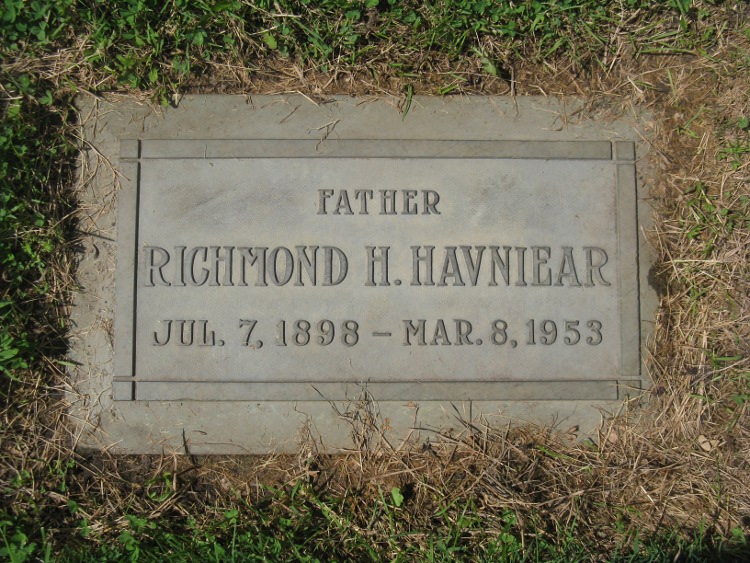 FATHER
RICHMOND H. HAVNIEAR
JUL. 7, 1898 – MAR. 8, 1953